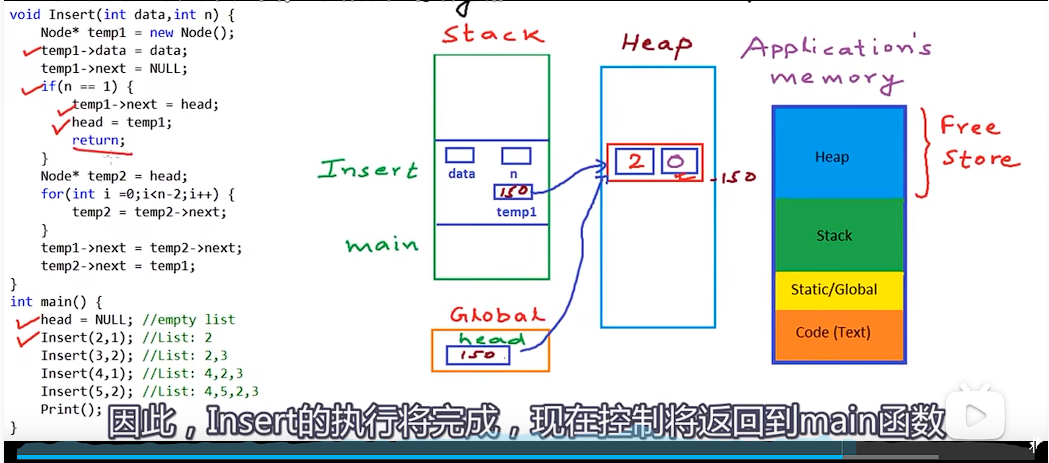 void Insert(int data,int n) {
Node* temp1 = new Node();
temp1->data = data;
temp1->next = NULL;
if(n == 1) {
temp1->next = head;
head = temp1;
return;
}
Node* temp2 = head;
for(int i =0;i<n-2;i++) {
temp2 = temp2->next;
}
temp1->next = temp2->next;
temp2->next = temp1;
}
int main() {
head = NULL; //empty list
Insert(2,1); //List: 2
Insert(3,2); //List: 2,3
Insert(4,1); //List: 4,2,3
Insert(5,2); //List: 4,5,2,3
Print();
}
Stack
Insert
data
n
150
temp1
main
Global
head
150
Heap
2 0
150
Application's
memory
Heap
Stack
Static/Global
Code (Text)
Free
Store
因此，Insert的执行将完成，现在控制将返回到main函数